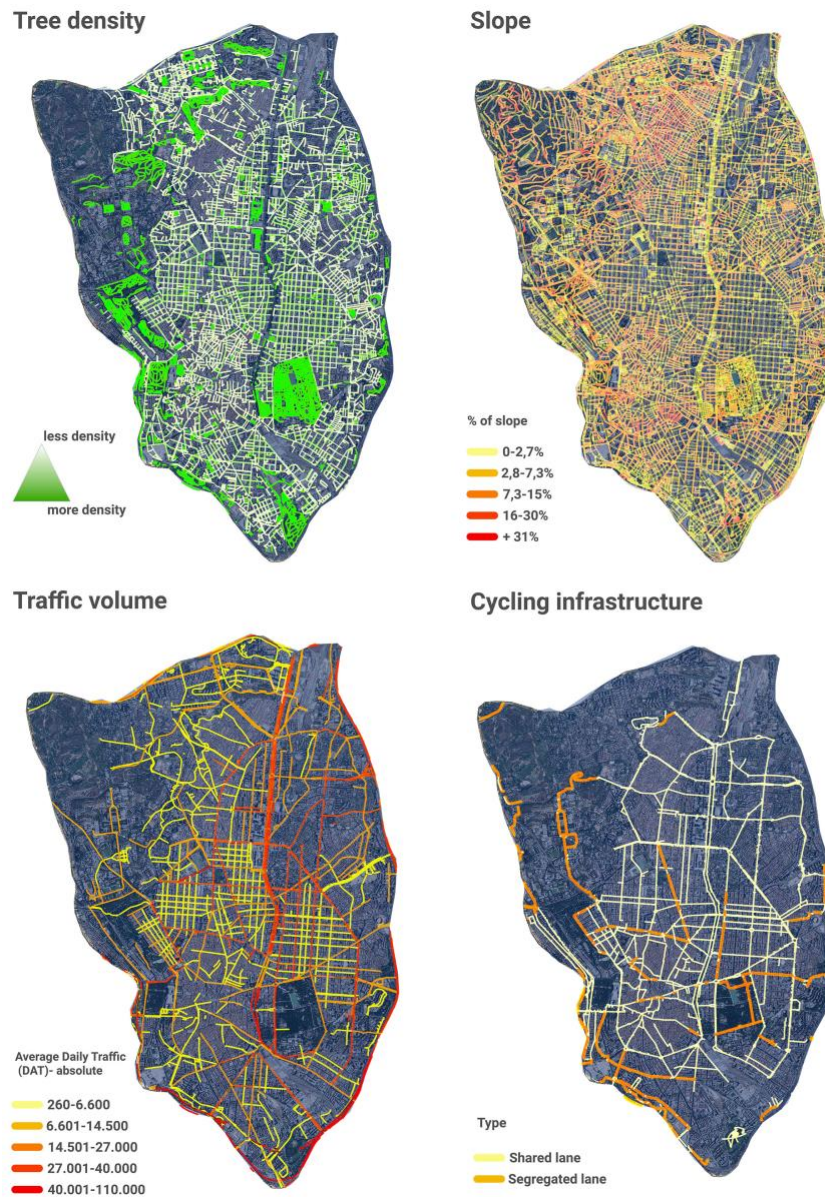 Tree density
Slope
less density
more density
% of slope
0-2,7%
2,8-7,3%
7,3-15%
16-30%
+ 31%
Traffic volume
Cycling infrastructure
Average Daily Traffic
(DAT)- absolute
260-6.600
6.601-14.500
14.501-27.000
27.001-40.000
40.001-110.000
Type
Shared lane
Segregated lane